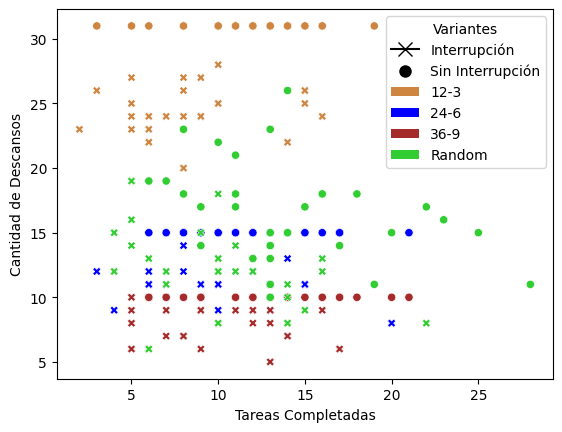 Variantes
Interrupción
Sin Interrupción
12-3
24-6
36-9
Random
Cantidad de Descansos
30
25
20
15
10
5
5 10 15 20 25
Tareas Completadas